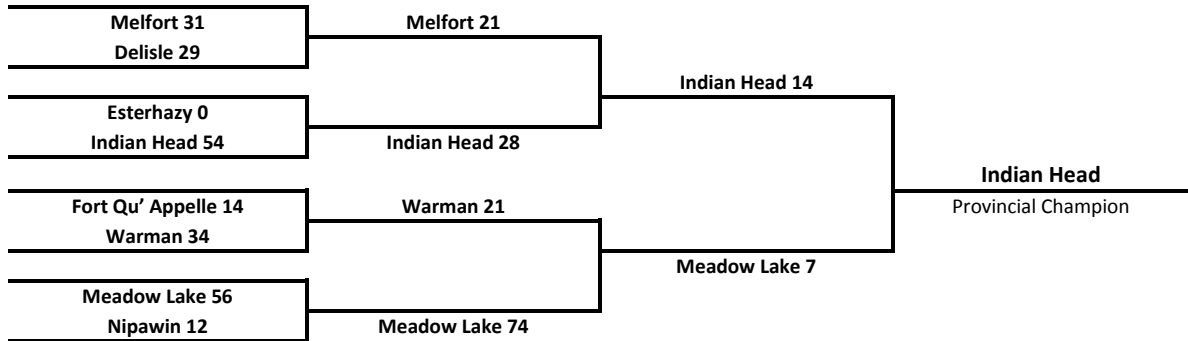 Melfort 31
Delisle 29
Melfort 21
Indian Head 14
Esterhazy 0
Indian Head 54
Indian Head 28
Indian Head
Provincial Champion
Fort Qu’ Appelle 14
Warman 34
Warman 21
Meadow Lake 7
Meadow Lake 56
Nipawin 12
Meadow Lake 74